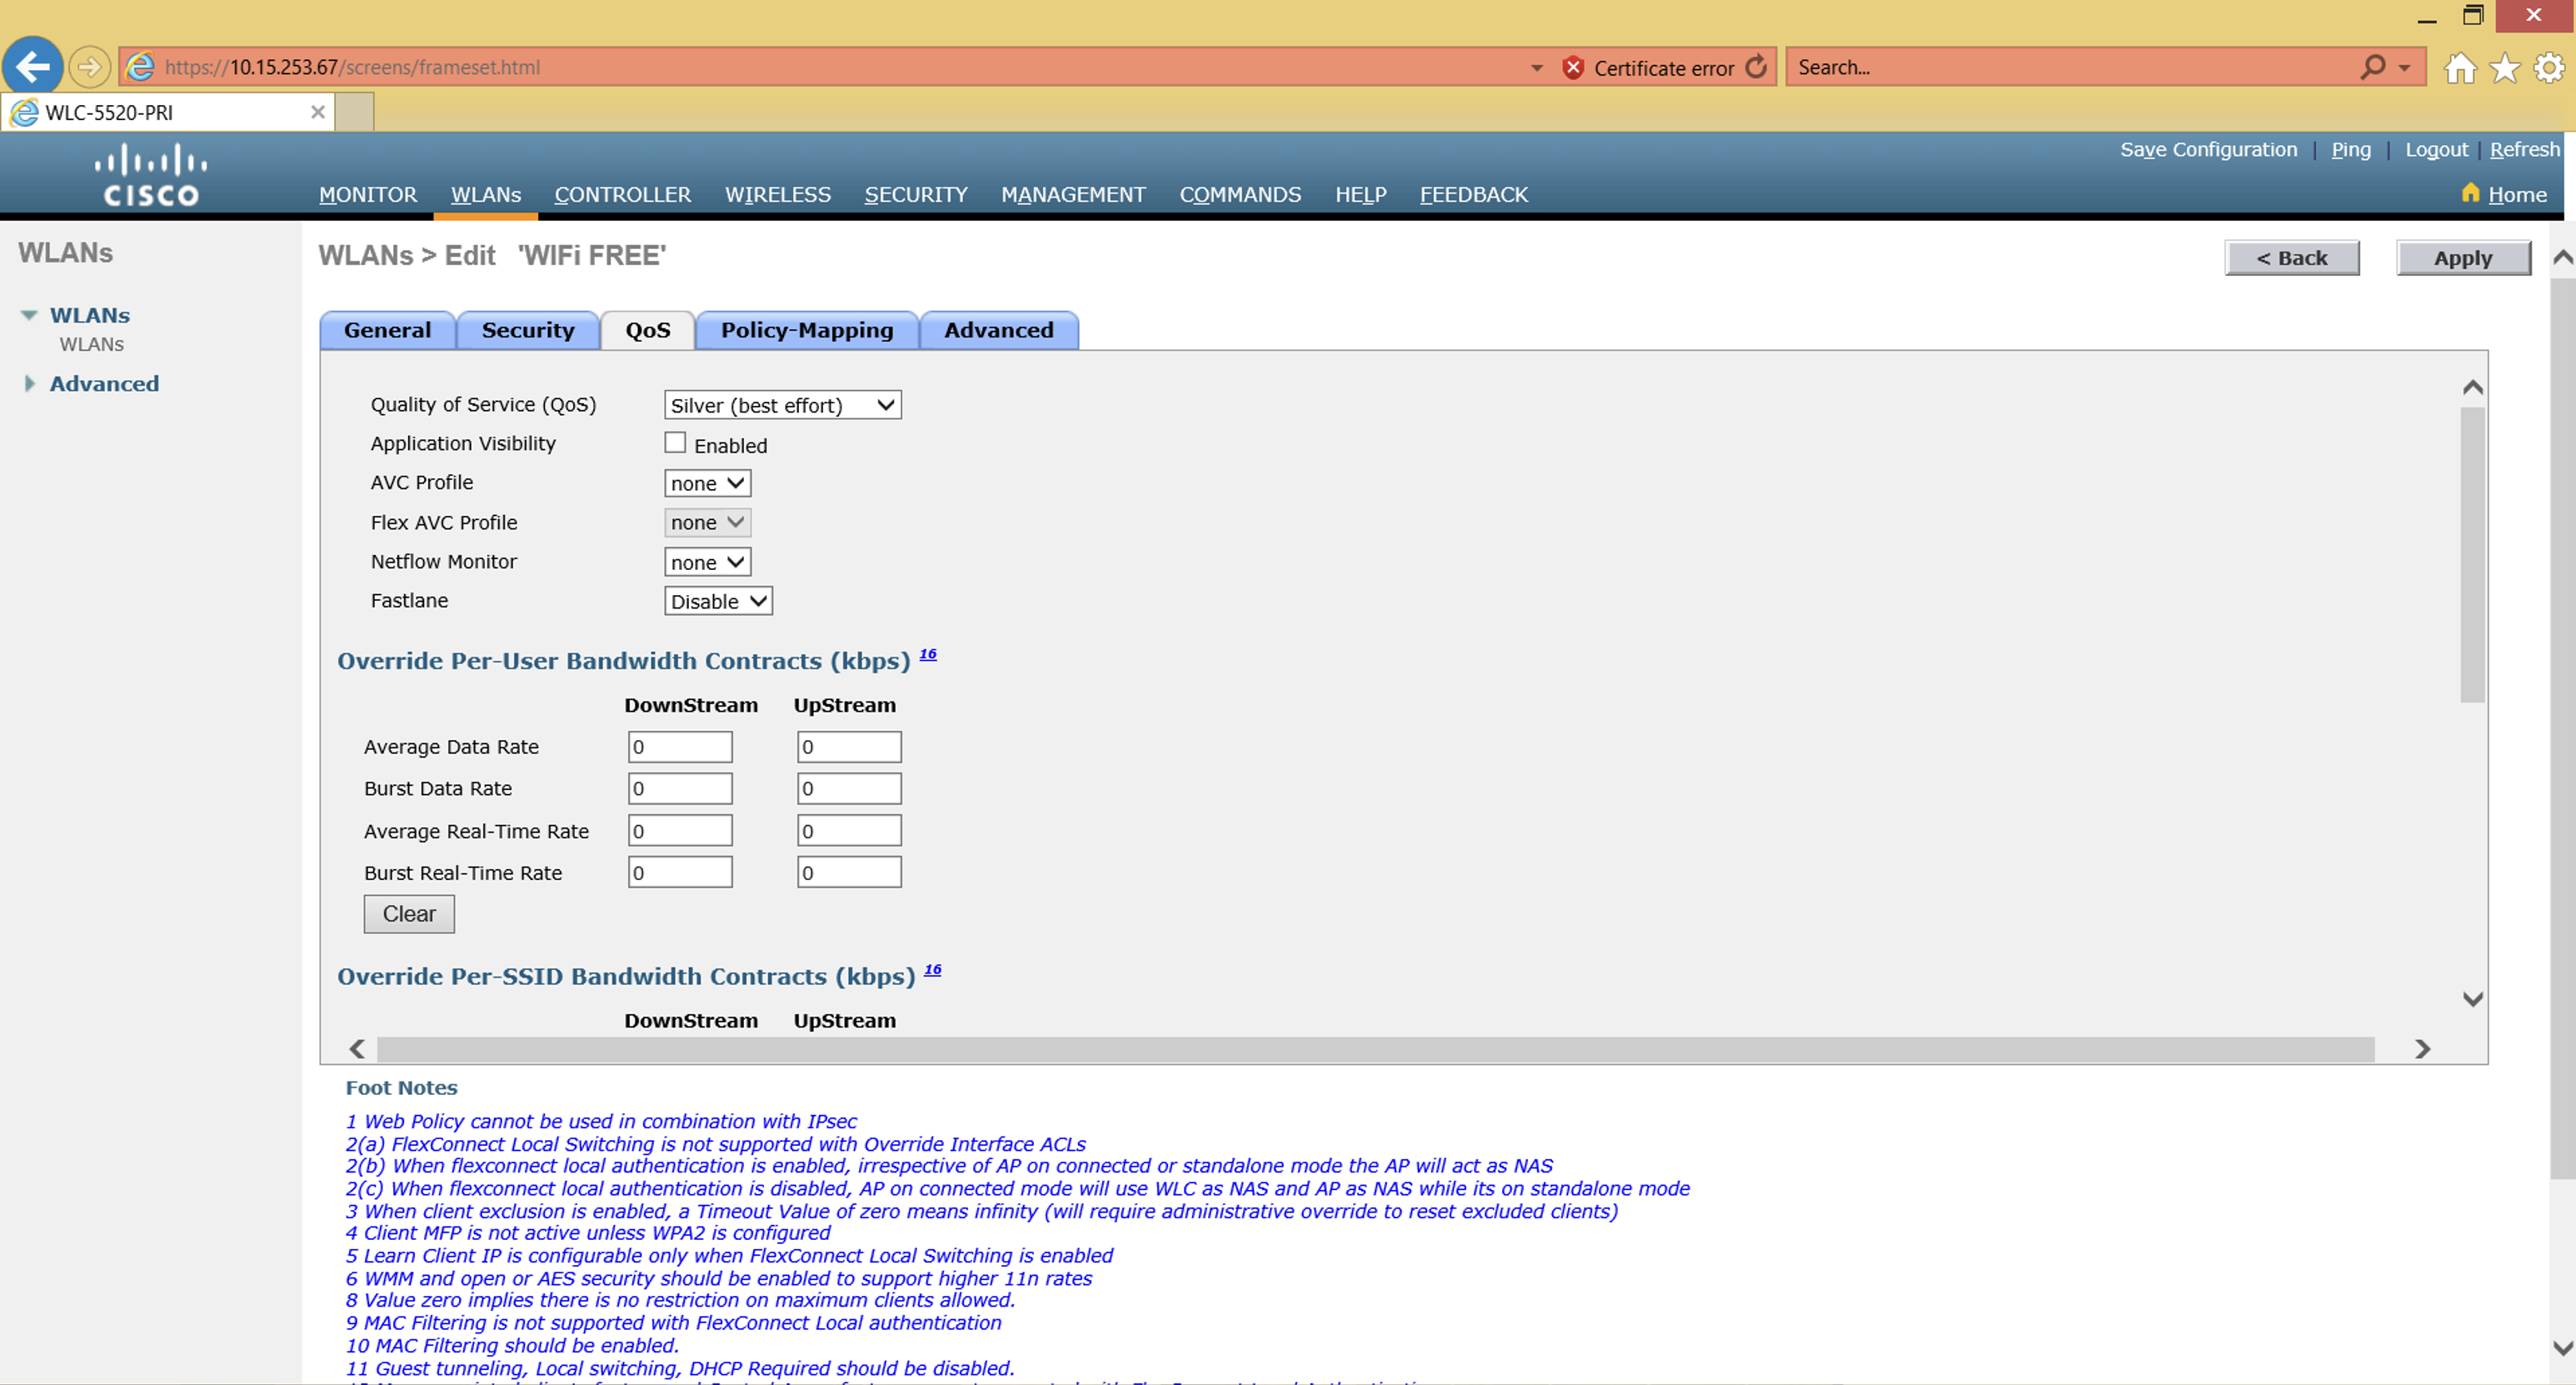 https://10.15.253.67/screens/frameset.html
Certificate error
Search...
WLC-5520-PRI
Save Configuration | Ping | Logout | Refresh
CISCO
MONITOR WLANs CONTROLLER WIRELESS SECURITY MANAGEMENT COMMANDS HELP FEEDBACK
Home
WLANs
WLANs
WLANs
Advanced
WLANs > Edit 'WIFi FREE'
< Back
Apply
General Security QoS Policy-Mapping Advanced
Quality of Service (QoS) Silver (best effort)
Application Visibility Enabled
AVC Profile none
Flex AVC Profile none
Netflow Monitor none
Fastlane Disable
Override Per-User Bandwidth Contracts (kbps) 16
DownStream UpStream
Average Data Rate 0 0
Burst Data Rate 0 0
Average Real-Time Rate 0 0
Burst Real-Time Rate 0 0
Clear
Override Per-SSID Bandwidth Contracts (kbps) 16
DownStream UpStream
Foot Notes
1 Web Policy cannot be used in combination with IPsec
2(a) FlexConnect Local Switching is not supported with Override Interface ACLs
2(b) When flexconnect local authentication is enabled, irrespective of AP on connected or standalone mode the AP will act as NAS
2(c) When flexconnect local authentication is disabled, AP on connected mode will use WLC as NAS and AP as NAS while its on standalone mode
3 When client exclusion is enabled, a Timeout Value of zero means infinity (will require administrative override to reset excluded clients)
4 Client MFP is not active unless WPA2 is configured
5 Learn Client IP is configurable only when FlexConnect Local Switching is enabled
6 WMM and open or AES security should be enabled to support higher 11n rates
8 Value zero implies there is no restriction on maximum clients allowed.
9 MAC Filtering is not supported with FlexConnect Local authentication
10 MAC Filtering should be enabled.
11 Guest tunneling, Local switching, DHCP Required should be disabled.